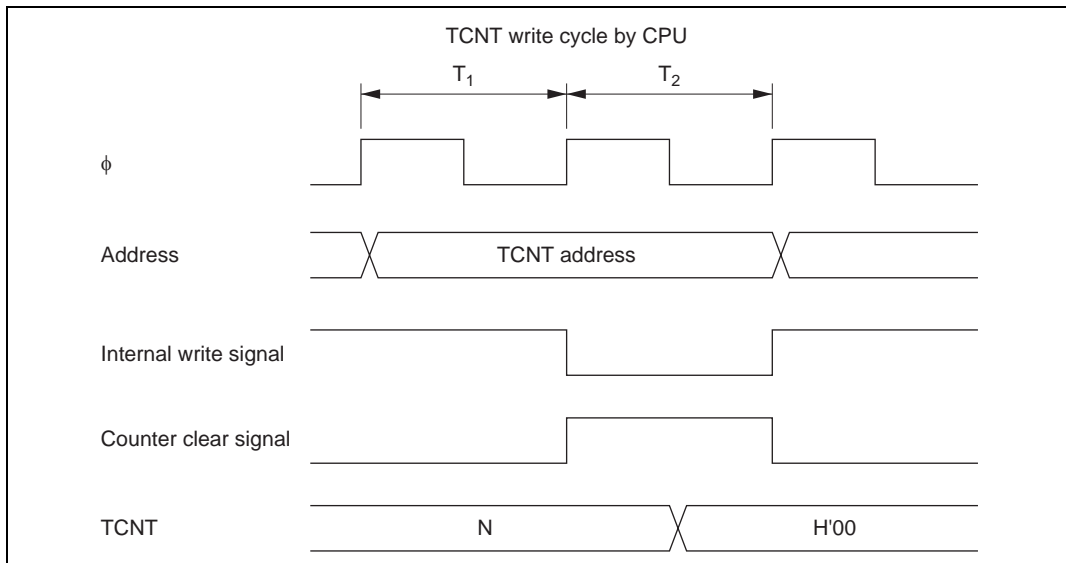 TCNT write cycle by CPU
T1 T2
ϕ
Address TCNT address
Internal write signal
Counter clear signal
TCNT N H'00